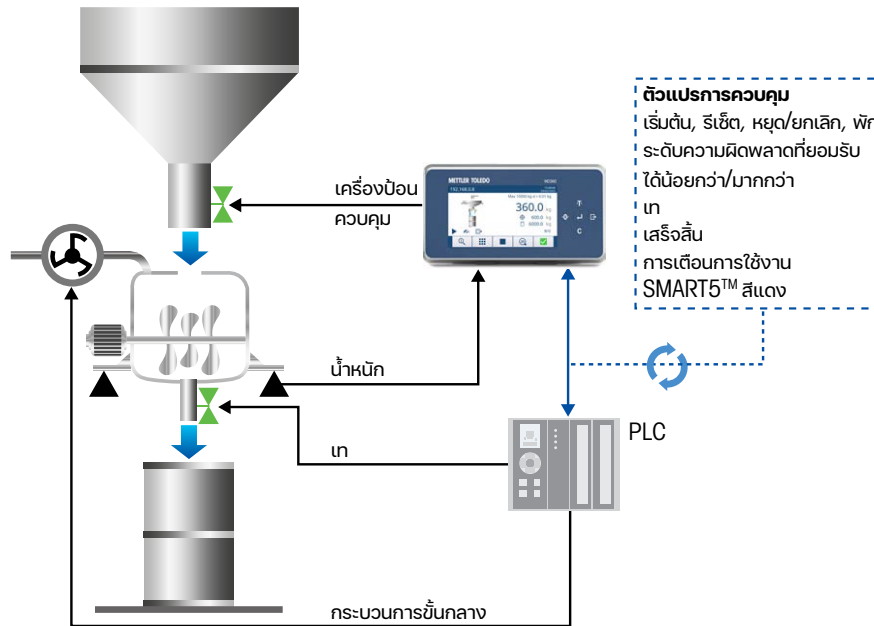 ตัวแปรการควบคุม
เริ่มต้น, รีเซ็ต, หยุด/ยกเลิก, พัก
ระดับความผิดพลาดที่ยอมรับ
ได้น้อยกว่า/มากกว่า
เท
เสร็จสิ้น
การเตือนการใช้งาน
SMART5™ สีแดง
METTLER TOLEDO
360.0 kg
เครื่องป้อน
ควบคุม
น้ำหนัก
PLC
เท
กระบวนการขั้นกลาง